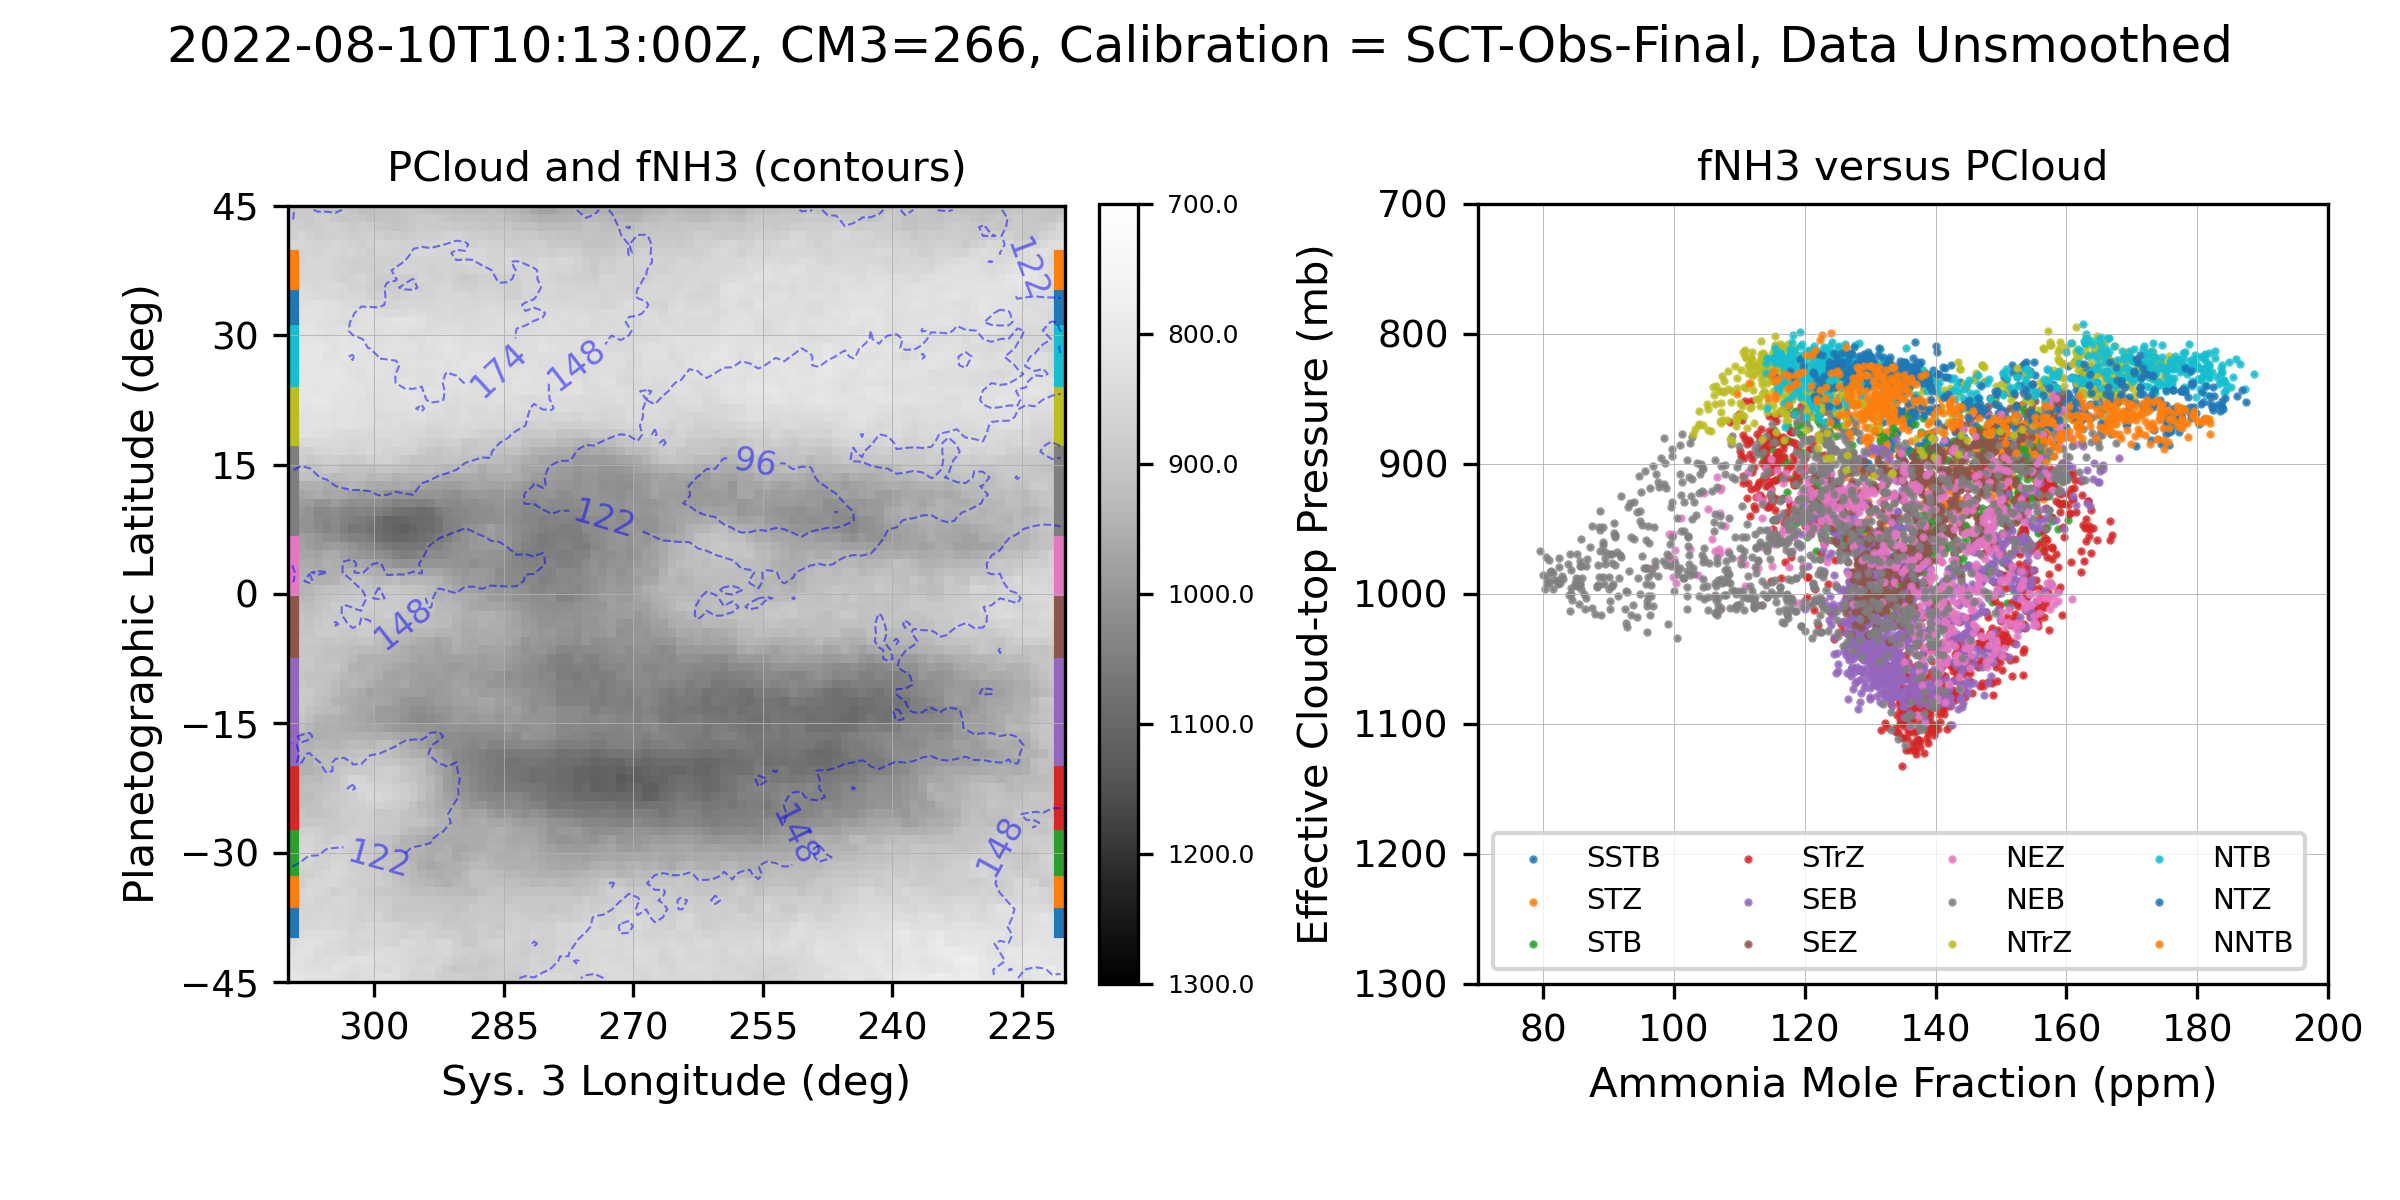 2022-08-10T10:13:00Z, CM3=266, Calibration = SCT-Obs-Final, Data Unsmoothed
PCloud and fNH3 (contours)
Planetographic Latitude (deg)
45
30
15
0
−15
−30
−45
300 285 270 255 240 225
Sys. 3 Longitude (deg)
122
174
148
148
96
122
148
122
148
148
700.0
800.0
900.0
1000.0
1100.0
1200.0
1300.0
fNH3 versus PCloud
Effective Cloud-top Pressure (mb)
700
800
900
1000
1100
1200
1300
SSTB STrZ NEZ NTB
STZ SEB NEB NTZ
STB SEZ NTrZ NNTB
80 100 120 140 160 180 200
Ammonia Mole Fraction (ppm)